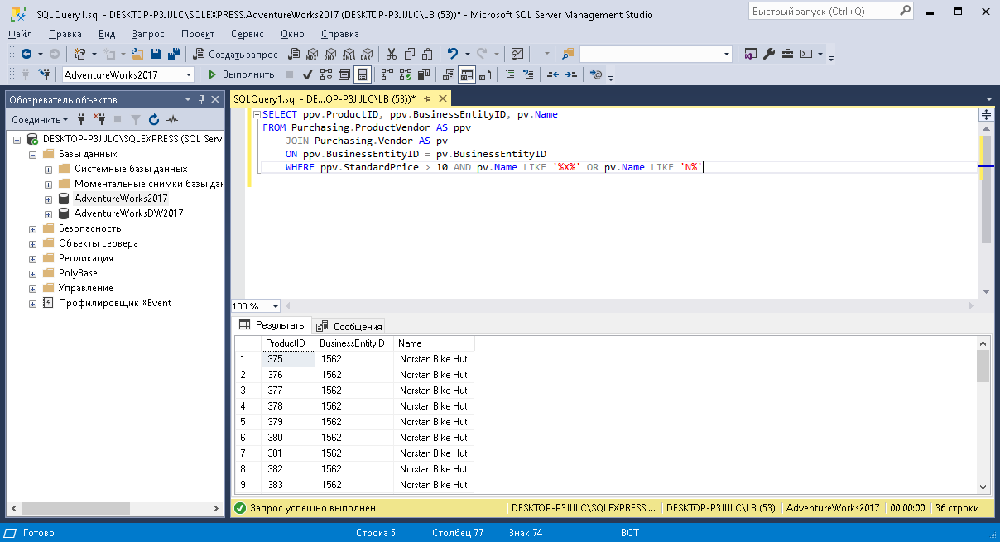 SQLQuery1.sql - DESKTOP-P3JIJLC\SQLEXPRESS.AdventureWorks2017 (DESKTOP-P3JIJLC\LB (53))* - Microsoft SQL Server Management Studio
Быстрый запуск (Ctrl+Q)
Файл Правка Вид Запрос Проект Сервис Окно Справка
Создать запрос MDX DMX XMLA DAX
AdventureWorks2017 Выполнить
Обозреватель объектов
Соединить
DESKTOP-P3JIJLC\SQLEXPRESS (SQL Serv
Базы данных
Системные базы данных
Моментальные снимки базы дан
AdventureWorks2017
AdventureWorksDW2017
Безопасность
Объекты сервера
Репликация
PolyBase
Управление
Профилировщик XEvent
SQLQuery1.sql - DE...OP-P3JIJLC\LB (53))*
SELECT ppv.ProductID, ppv.BusinessEntityID, pv.Name
FROM Purchasing.ProductVendor AS ppv
JOIN Purchasing.Vendor AS pv
ON ppv.BusinessEntityID = pv.BusinessEntityID
WHERE ppv.StandardPrice > 10 AND pv.Name LIKE '%X%' OR pv.Name LIKE 'N%'
100 %
Результаты Сообщения
ProductID BusinessEntityID Name
1 375 1562 Norstan Bike Hut
2 376 1562 Norstan Bike Hut
3 377 1562 Norstan Bike Hut
4 378 1562 Norstan Bike Hut
5 379 1562 Norstan Bike Hut
6 380 1562 Norstan Bike Hut
7 381 1562 Norstan Bike Hut
8 382 1562 Norstan Bike Hut
9 383 1562 Norstan Bike Hut
Запрос успешно выполнен. DESKTOP-P3JIJLC\SQLEXPRESS ... DESKTOP-P3JIJLC\LB (53) AdventureWorks2017 00:00:00 36 строки
Готово Строка 5 Столбец 77 Знак 74 ВСТ